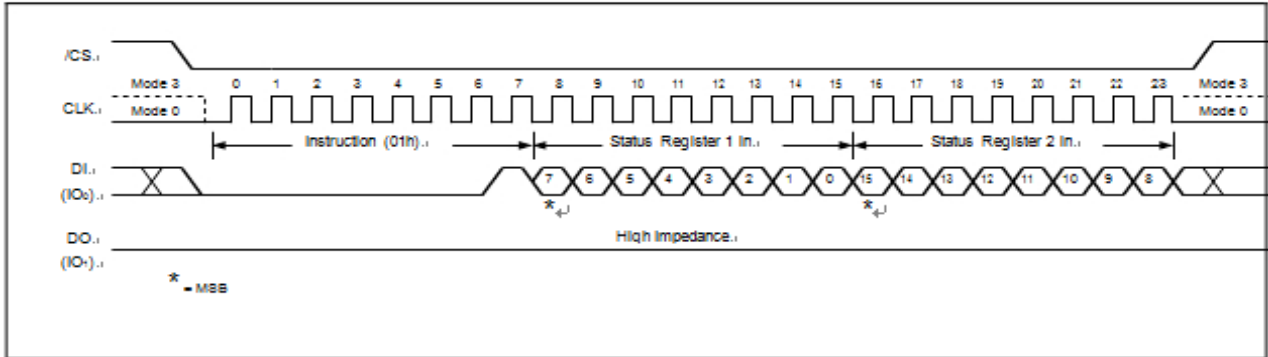 /CS
Mode 3 0 1 2 3 4 5 6 7 8 9 10 11 12 13 14 15 16 17 18 19 20 21 22 23 Mode 3
CLK
Mode 0 Mode 0
Instruction (01h) Status Register 1 In Status Register 2 In
DI
(IO₀)
7 6 5 4 3 2 1 0 15 14 13 12 11 10 9 8
* *
DO
(IO₁)
High Impedance
* = MSB